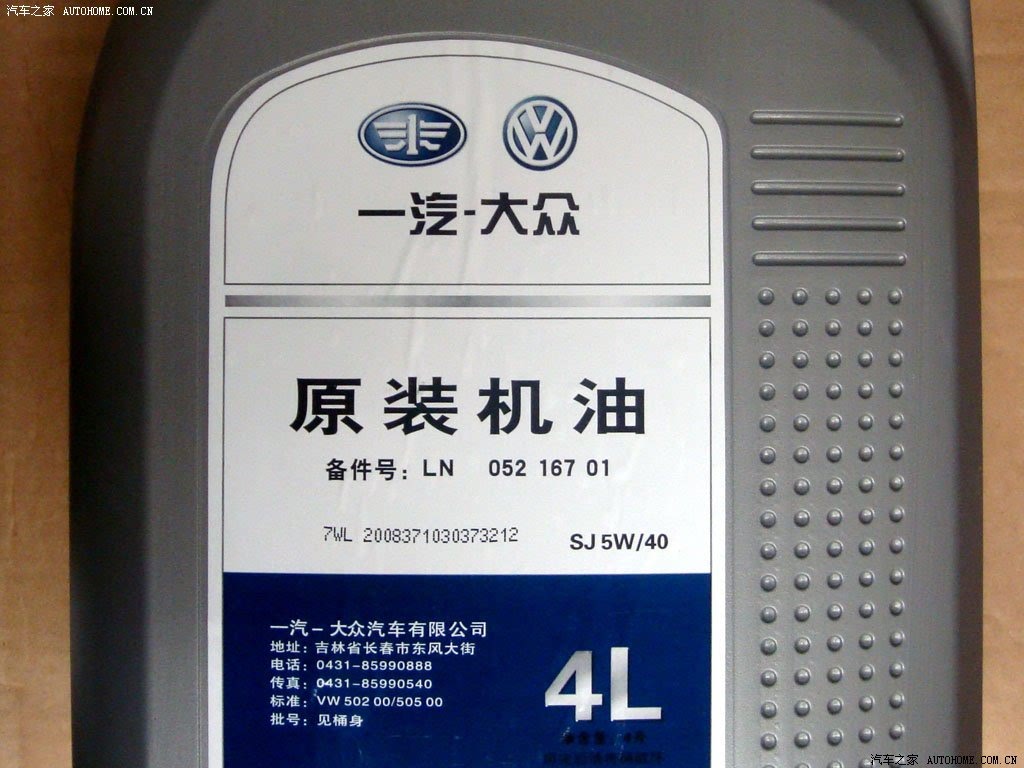 汽车之家 AUTOHOME.COM.CN
一汽-大众
原装机油
备件号: LN 052 167 01
7WL 2008371030373212
SJ 5W/40
一汽-大众汽车有限公司
地址: 吉林省长春市东风大街
电话: 0431-85990888
传真: 0431-85990540
标准: VW 502 00/505 00
批号: 见桶身
4L
汽车之家 AUTOHOME.COM.CN